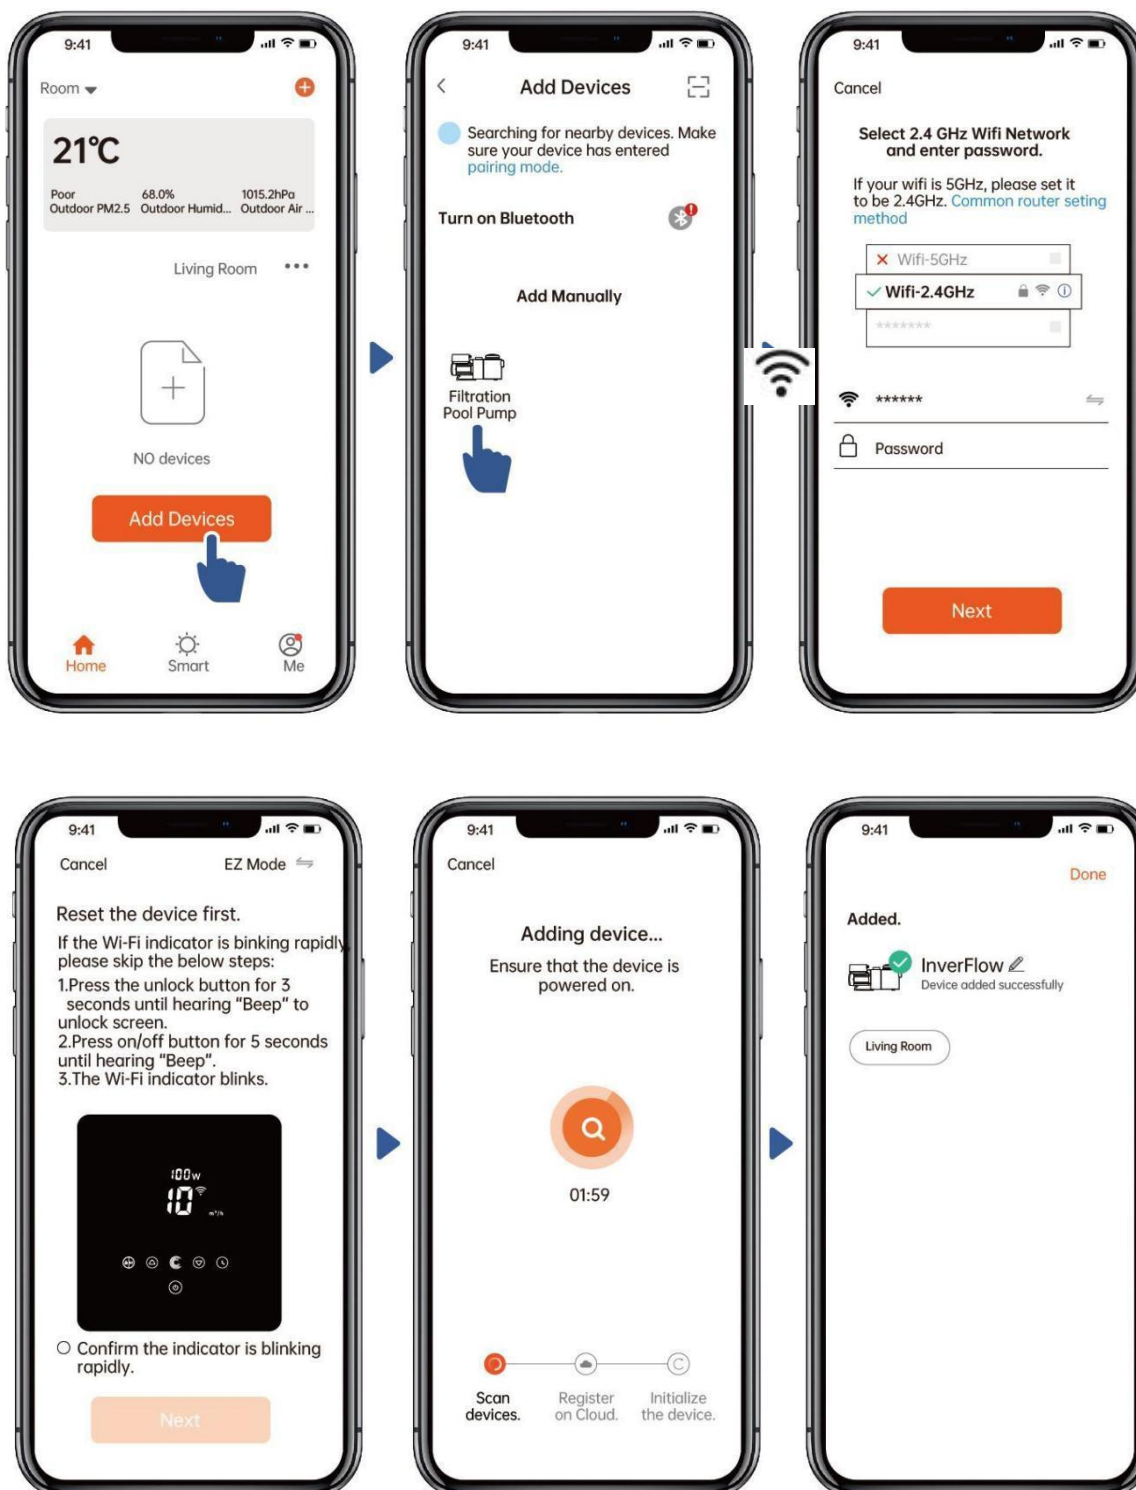 9:41
Room
21℃
Poor 68.0% 1015.2hPa
Outdoor PM2.5 Outdoor Humid... Outdoor Air ...
Living Room
NO devices
Add Devices
Home Smart Me
9:41
Add Devices
Searching for nearby devices. Make
sure your device has entered
pairing mode.
Turn on Bluetooth
Add Manually
Filtration
Pool Pump
9:41
Cancel
Select 2.4 GHz Wifi Network
and enter password.
If your wifi is 5GHz, please set it
to be 2.4GHz. Common router seting
method
Wifi-5GHz
Wifi-2.4GHz
*******
******
Password
Next
9:41
Cancel EZ Mode
Reset the device first.
If the Wi-Fi indicator is binking rapidly,
please skip the below steps:
1.Press the unlock button for 3
seconds until hearing "Beep" to
unlock screen.
2.Press on/off button for 5 seconds
until hearing "Beep".
3.The Wi-Fi indicator blinks.
100w
10
m³/h
Confirm the indicator is blinking
rapidly.
Next
9:41
Cancel
Adding device...
Ensure that the device is
powered on.
01:59
Scan Register Initialize
devices. on Cloud. the device.
9:41
Done
Added.
InverFlow
Device added successfully
Living Room